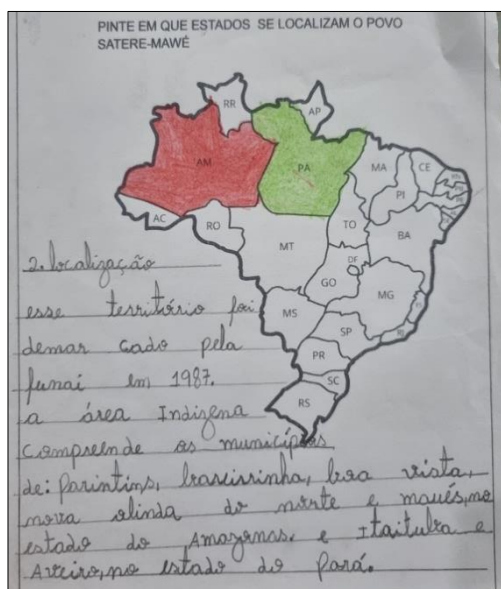 PINTE EM QUE ESTADOS SE LOCALIZAM O POVO
SATERE-MAWÉ
RR
AP
AM
PA
MA
CE
PI
AC
RO
TO
BA
MT
DF
GO
MG
MS
SP
PR
SC
RS
2. localização
esse território foi
demar cado pela
funai em 1987.
a área Indigena
Compreende os municípios
de: parintins, barreirinha, boa vista,
nova olinda do norte e maués, no
estado do Amazonas. e Itaituba e
Aveiro, no estado do Pará.